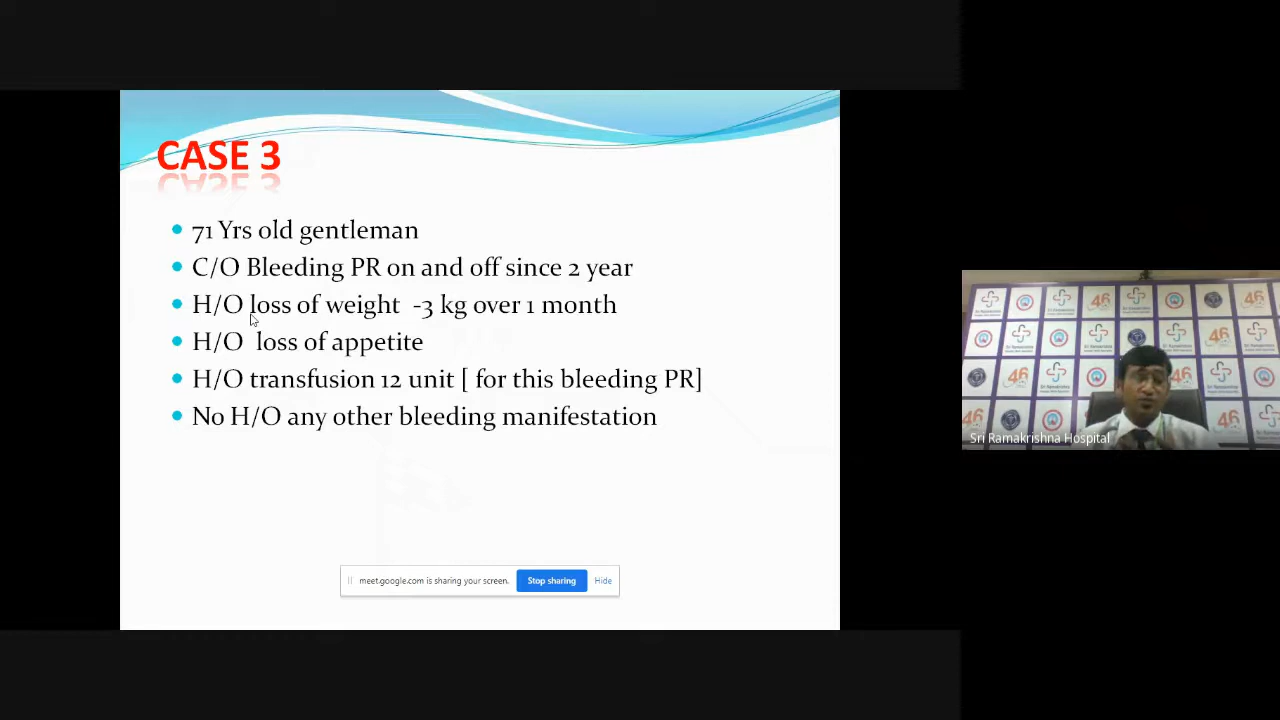 CASE 3
71 Yrs old gentleman
C/O Bleeding PR on and off since 2 year
H/O loss of weight -3 kg over 1 month
H/O loss of appetite
H/O transfusion 12 unit [ for this bleeding PR]
No H/O any other bleeding manifestation
meet.google.com is sharing your screen.
Stop sharing
Hide
46
Sri Ramakrishna Hospital